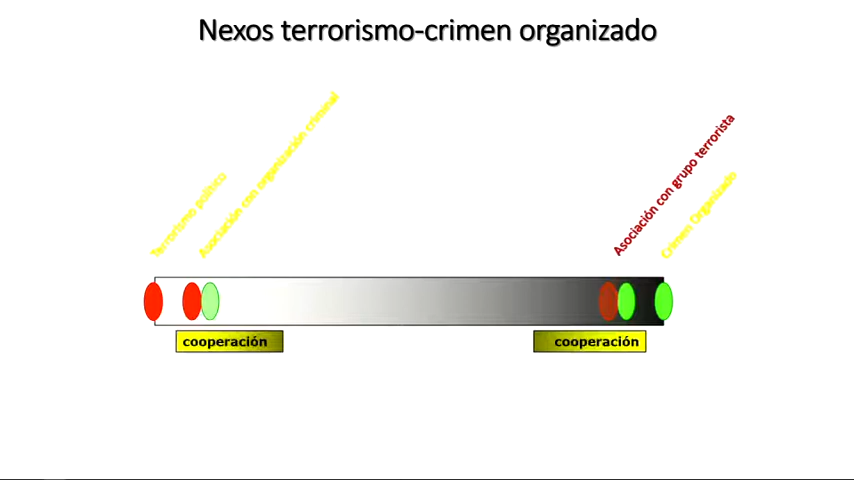 Nexos terrorismo-crimen organizado
Terrorismo político
Asociación con organización criminal
Asociación con grupo terrorista
Crimen Organizado
cooperación
cooperación